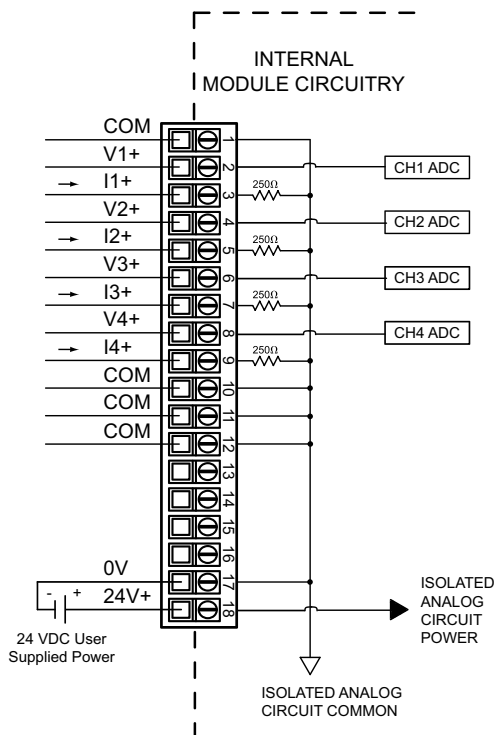 INTERNAL
MODULE CIRCUITRY
COM
1
V1+
2
CH1 ADC
→ I1+
3
250Ω
V2+
4
CH2 ADC
→ I2+
5
250Ω
V3+
6
CH3 ADC
→ I3+
7
250Ω
V4+
8
CH4 ADC
→ I4+
9
250Ω
COM
10
COM
11
COM
12
13
14
15
16
0V
17
- +
24V+
18
24 VDC User
Supplied Power
ISOLATED
ANALOG
CIRCUIT
POWER
ISOLATED ANALOG
CIRCUIT COMMON